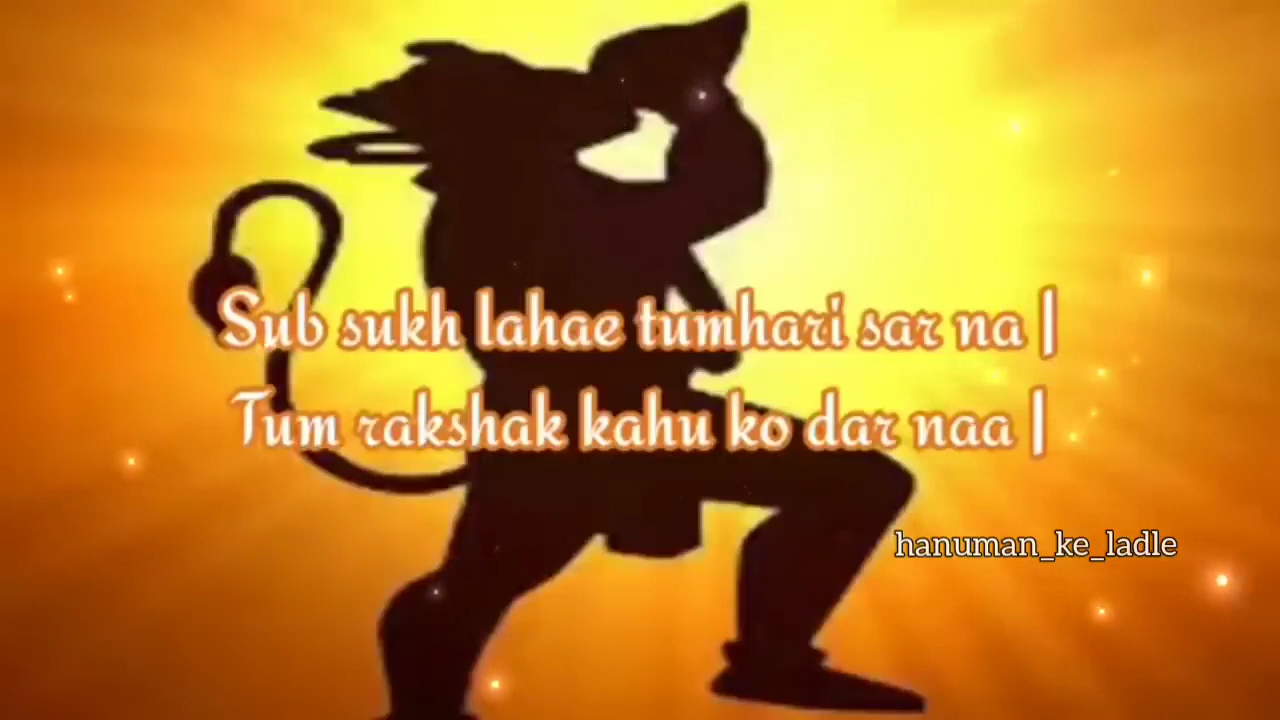 Sub sukh lahae tumhari sar na |
Tum rakshak kahu ko dar naa |
hanuman_ke_ladle